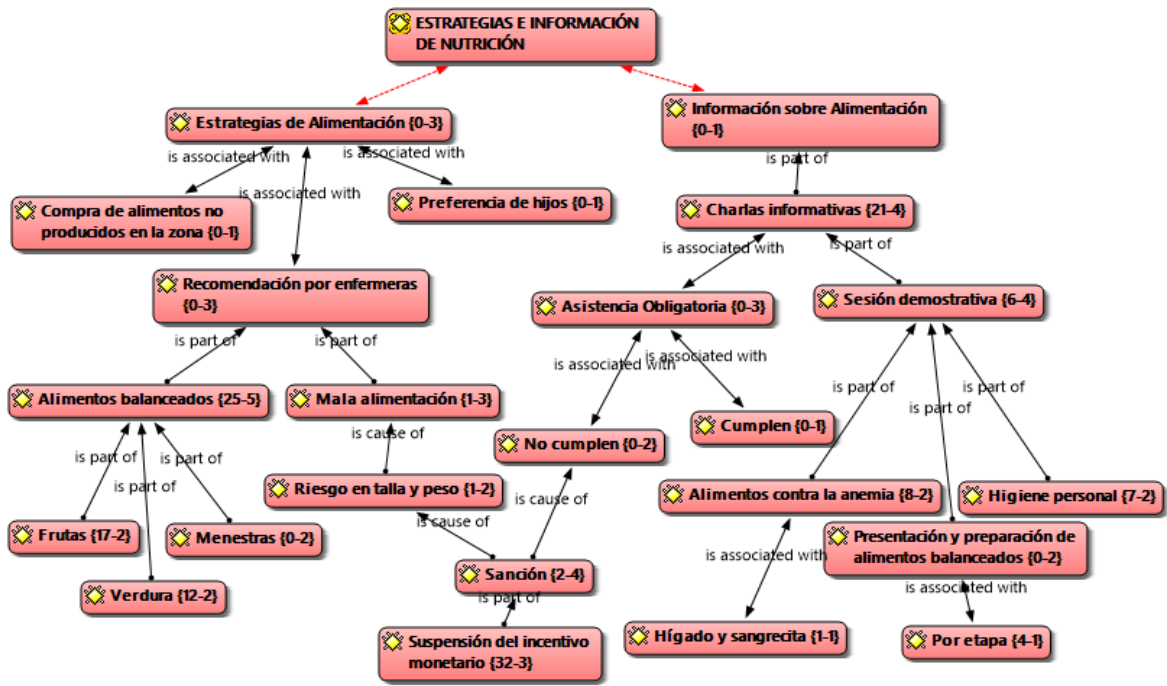 ESTRATEGIAS E INFORMACIÓN
DE NUTRICIÓN
Estrategias de Alimentación {0-3}
Información sobre Alimentación
{0-1}
is associated with
is associated with
is associated with
is part of
Compra de alimentos no
producidos en la zona {0-1}
Preferencia de hijos {0-1}
Charlas informativas {21-4}
is associated with
is part of
Recomendación por enfermeras
{0-3}
Asistencia Obligatoria {0-3}
Sesión demostrativa {6-4}
is part of
is part of
is associated with
is associated with
is part of
is part of
is part of
Alimentos balanceados {25-5}
Mala alimentación {1-3}
No cumplen {0-2}
Cumplen {0-1}
is part of
is part of
is part of
is cause of
Riesgo en talla y peso {1-2}
is cause of
is cause of
Alimentos contra la anemia {8-2}
Higiene personal {7-2}
Frutas {17-2}
Menestras {0-2}
Presentación y preparación de
alimentos balanceados {0-2}
is associated with
Verdura {12-2}
Sanción {2-4}
is part of
is associated with
Suspensión del incentivo
monetario {32-3}
Hígado y sangrecita {1-1}
Por etapa {4-1}